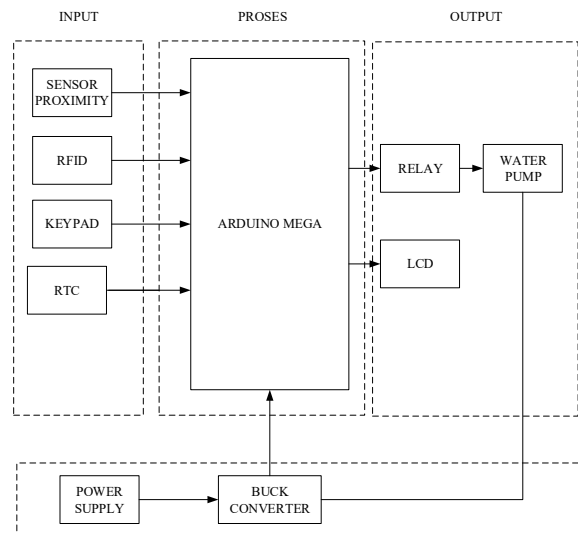 INPUT
PROSES
OUTPUT
SENSOR
PROXIMITY
RFID
KEYPAD
RTC
ARDUINO MEGA
RELAY
WATER
PUMP
LCD
POWER
SUPPLY
BUCK
CONVERTER